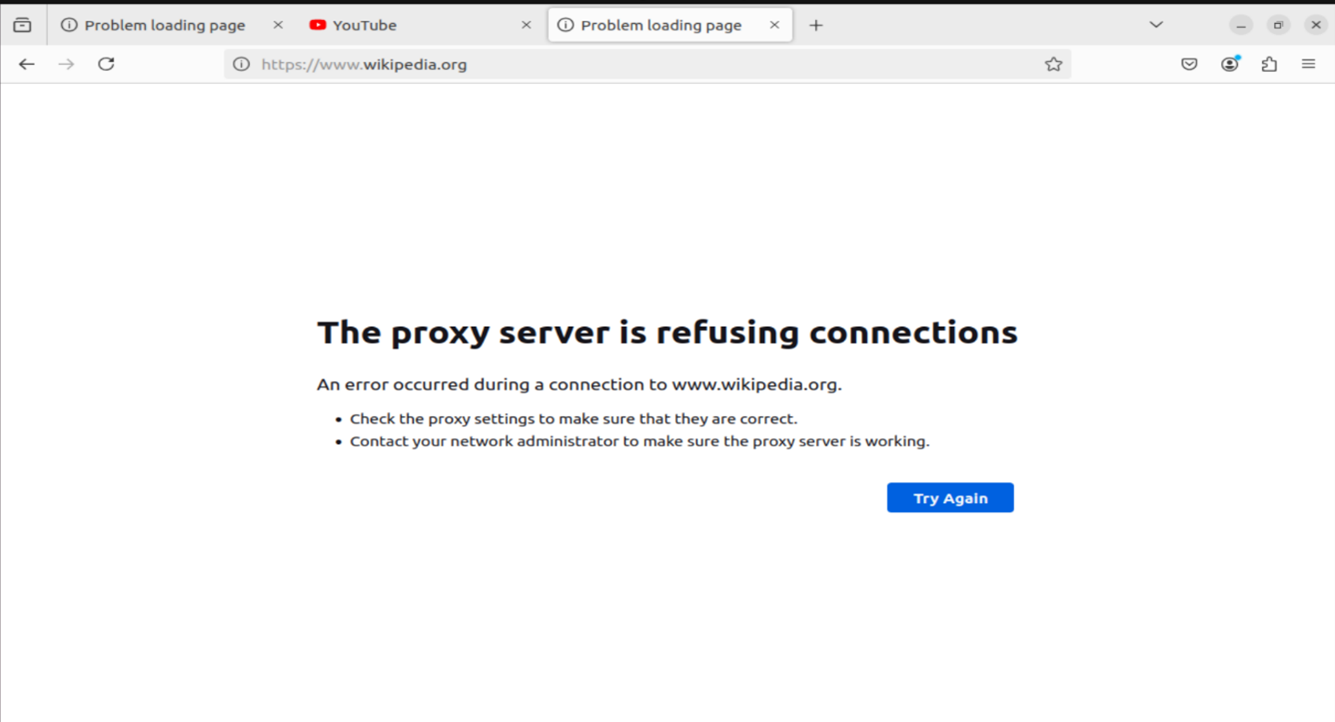 Problem loading page
YouTube
Problem loading page
https://www.wikipedia.org
The proxy server is refusing connections
An error occurred during a connection to www.wikipedia.org.
• Check the proxy settings to make sure that they are correct.
• Contact your network administrator to make sure the proxy server is working.
Try Again